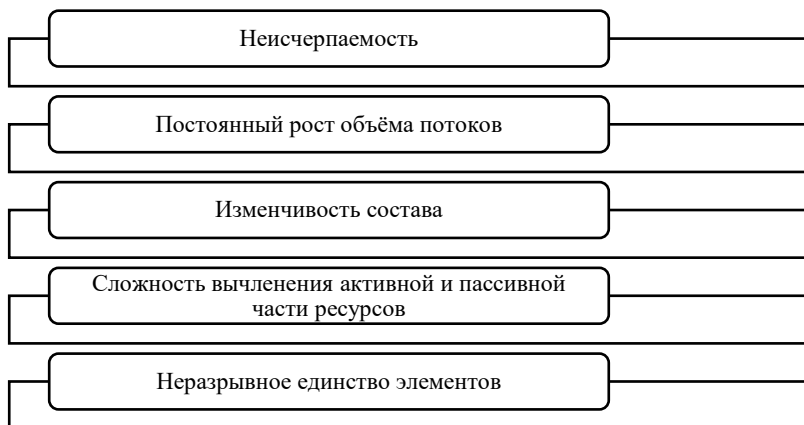 Неисчерпаемость
Постоянный рост объёма потоков
Изменчивость состава
Сложность вычленения активной и пассивной
части ресурсов
Неразрывное единство элементов